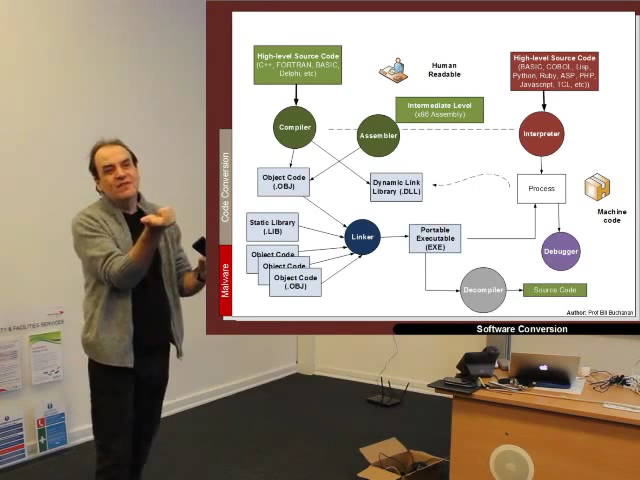 High-level Source Code
(C++, FORTRAN, BASIC,
Delphi, etc)
Human
Readable
High-level Source Code
(BASIC, COBOL, Lisp,
Python, Ruby, ASP, PHP,
Javascript, TCL, etc))
Intermediate Level
(x86 Assembly)
Compiler
Assembler
Interpreter
Code Conversion
Object Code
(.OBJ)
Dynamic Link
Library (.DLL)
Process
Machine
code
Static Library
(.LIB)
Linker
Portable
Executable
(EXE)
Debugger
Object Code
Object Code
Object Code
(.OBJ)
Malware
Decompiler
Source Code
Author: Prof Bill Buchanan
Software Conversion
Y & FACILITIES SERVICES